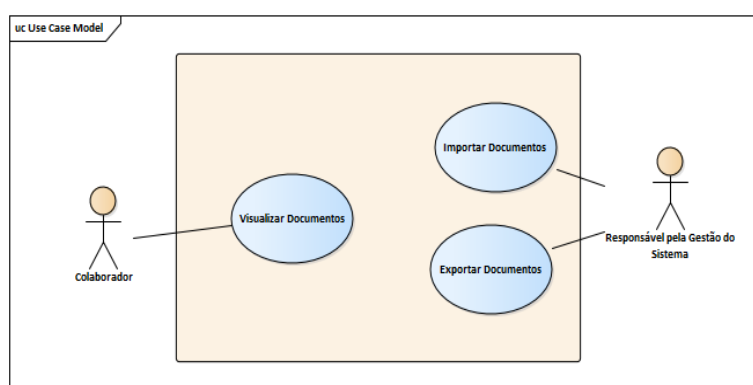 uc Use Case Model
Importar Documentos
Visualizar Documentos
Colaborador
Exportar Documentos
Responsável pela Gestão do
Sistema